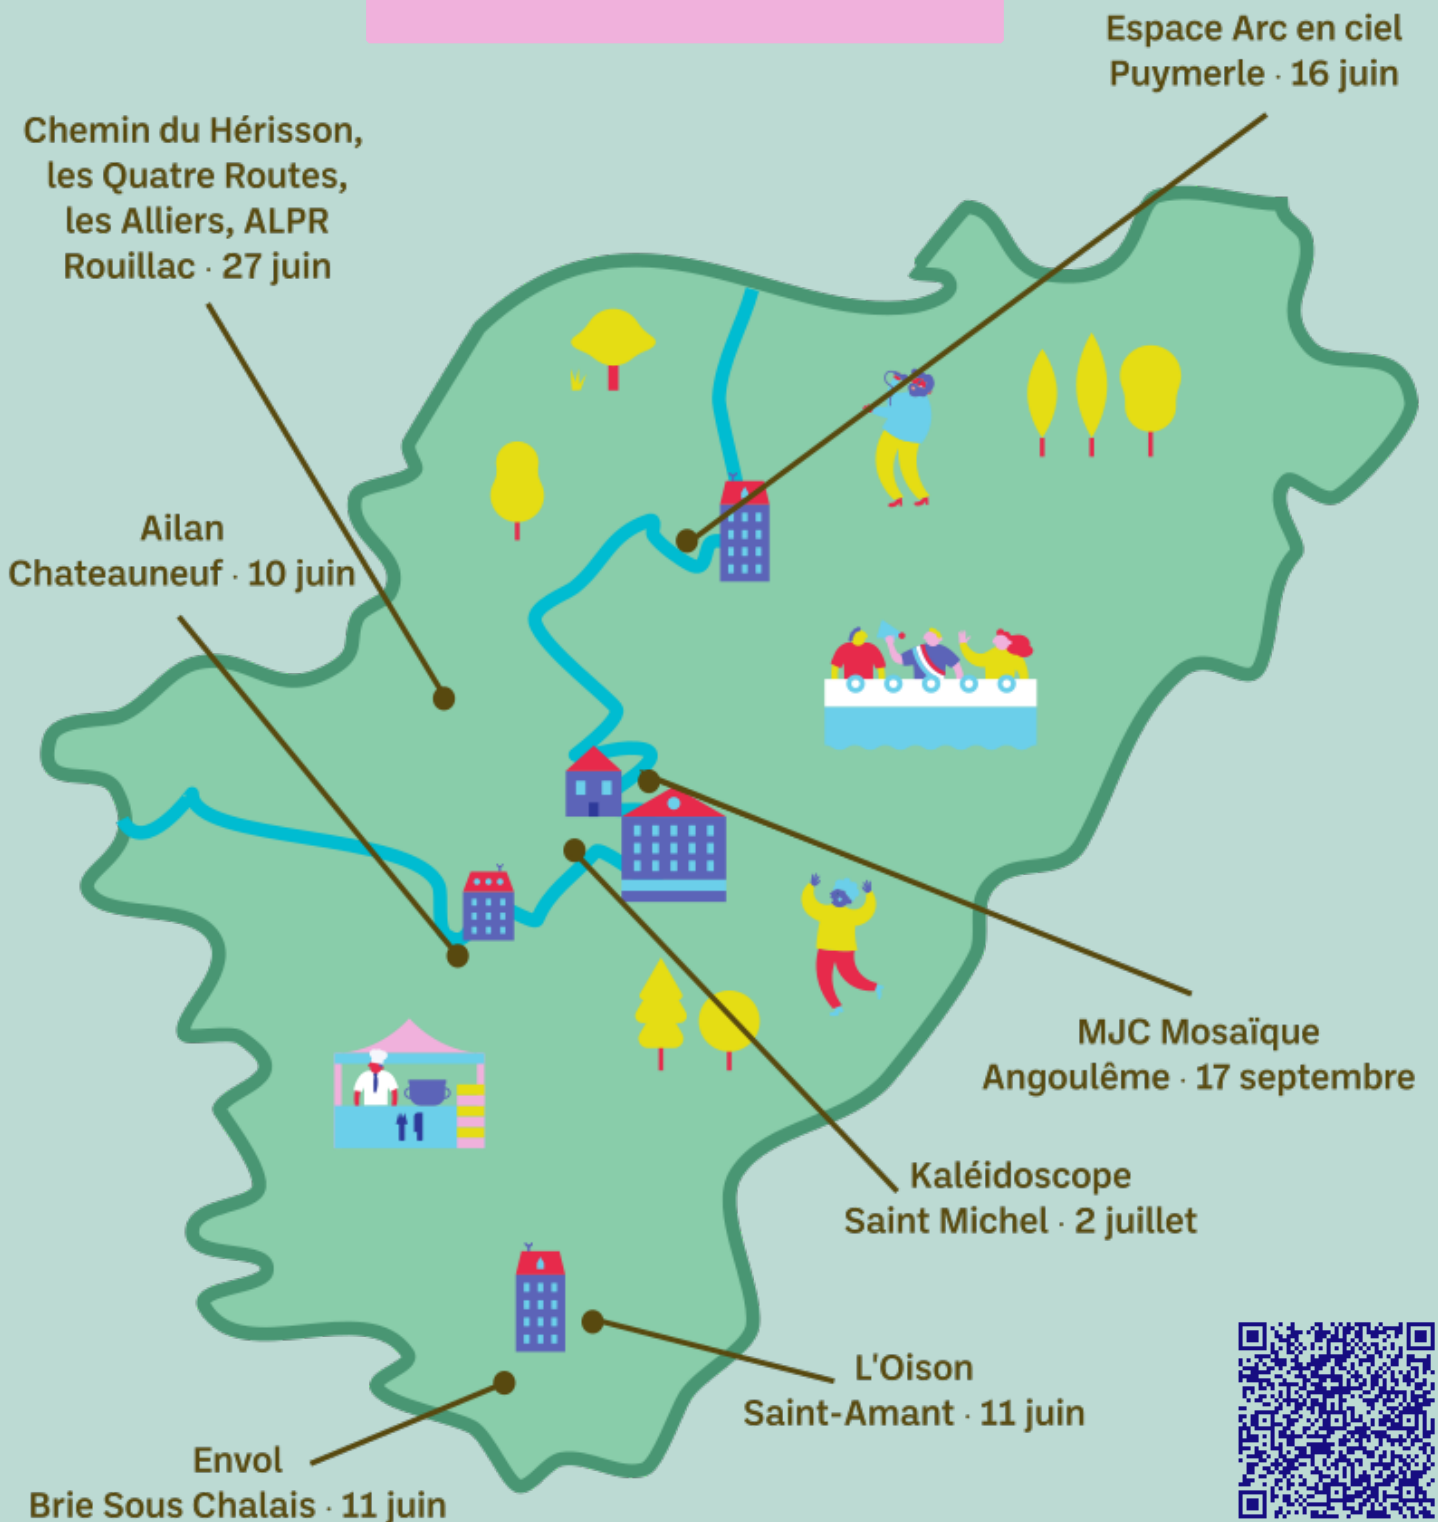 Espace Arc en ciel
Puymerle · 16 juin
Chemin du Hérisson,
les Quatre Routes,
les Alliers, ALPR
Rouillac · 27 juin
Ailan
Chateauneuf · 10 juin
MJC Mosaïque
Angoulême · 17 septembre
Kaléidoscope
Saint Michel · 2 juillet
L'Oison
Saint-Amant · 11 juin
Envol
Brie Sous Chalais · 11 juin